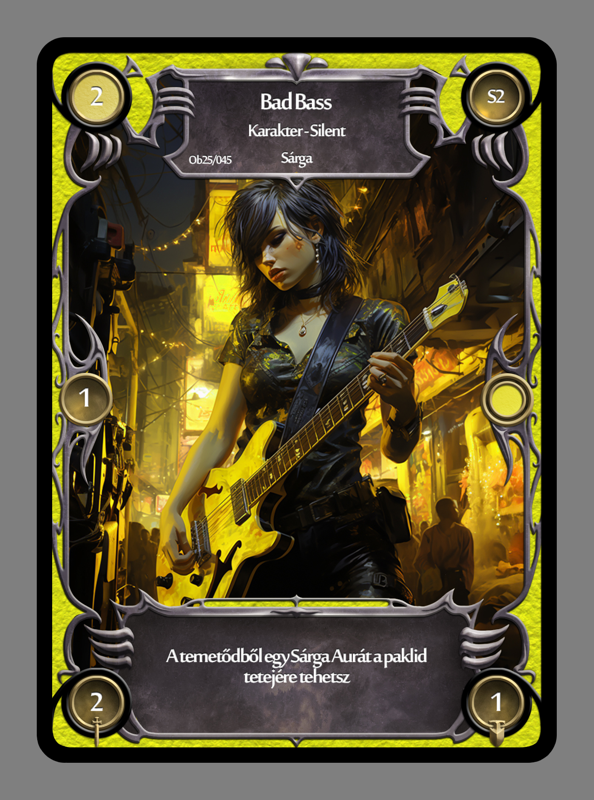 2
Bad Bass
S2
Karakter - Silent
Ob25/045
Sárga
1
A temetődből egy Sárga Aurát a paklid
tetejére tehetsz
2
1